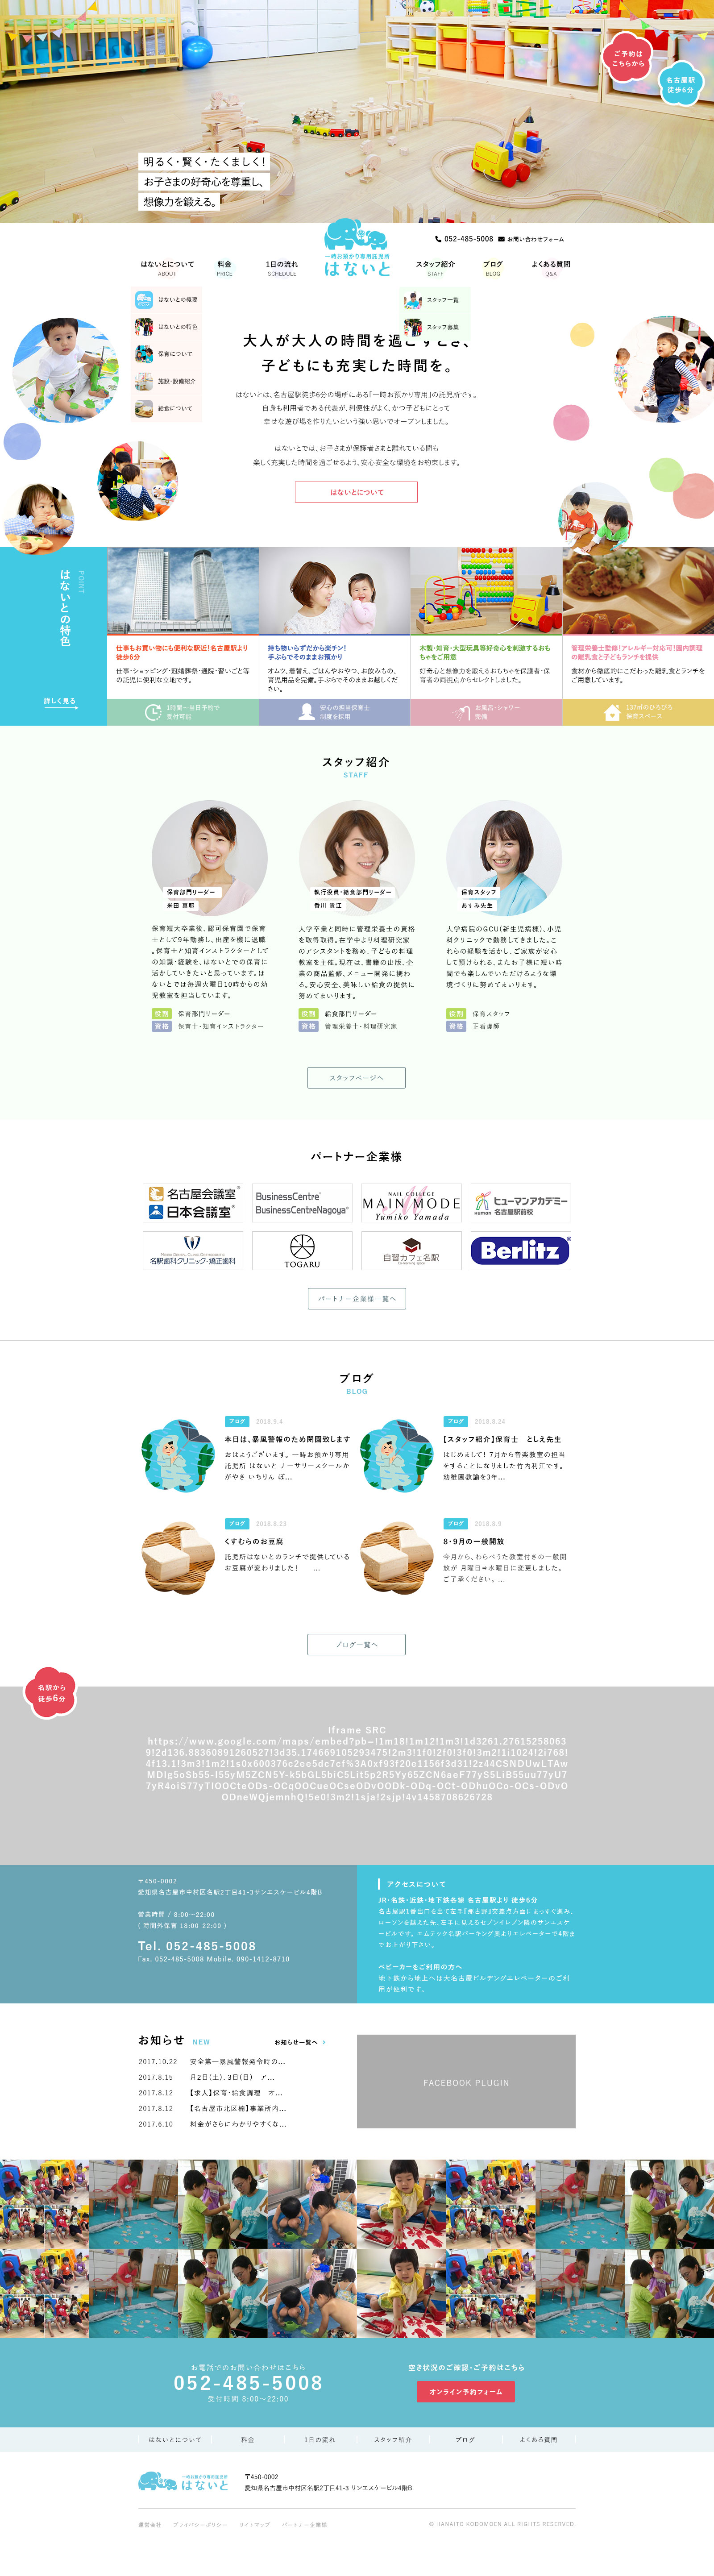 ご予約は
こちらから
名古屋駅
徒歩6分
明るく・賢く・たくましく！
お子さまの好奇心を尊重し、
想像力を鍛える。
052-485-5008 お問い合わせフォーム
一時お預かり専用託児所
はないと
はないとについて 料金 1日の流れ スタッフ紹介 ブログ よくある質問
ABOUT PRICE SCHEDULE STAFF BLOG Q&A
はないとの概要
はないとの特色
保育について
施設・設備紹介
給食について
スタッフ一覧
スタッフ募集
大人が大人の時間を過ごすとき、
子どもにも充実した時間を。
はないとは、名古屋駅徒歩6分の場所にある「一時お預かり専用」の託児所です。
自身も利用者である代表が、利便性がよく、かつ子どもにとって
幸せな遊び場を作りたいという強い思いでオープンしました。
はないとでは、お子さまが保護者さまと離れている間も
楽しく充実した時間を過ごせるよう、安心安全な環境をお約束します。
はないとについて
POINT
はないとの特色
詳しく見る
仕事もお買い物にも便利な駅近！名古屋駅より
徒歩6分
仕事・ショッピング・冠婚葬祭・通院・習いごと等
の託児に便利な立地です。
1時間〜当日予約で
受付可能
持ち物いらずだから楽チン！
手ぶらでそのままお預かり
オムツ、着替え、ごはんやおやつ、お飲みもの、
育児用品を完備。手ぶらでそのままお越しくだ
さい。
安心の担当保育士
制度を採用
木製・知育・大型玩具等好奇心を刺激するおも
ちゃをご用意
好奇心と想像力を鍛えるおもちゃを保護者・保
育者の両視点からセレクトしました。
お風呂・シャワー
完備
管理栄養士監修！アレルギー対応可！園内調理
の離乳食と子どもランチを提供
食材から徹底的にこだわった離乳食とランチを
ご用意しています。
137㎡のひろびろ
保育スペース
スタッフ紹介
STAFF
保育部門リーダー
米田 真耶
保育短大卒業後、認可保育園で保育
士として9年勤務し、出産を機に退職
。保育士と知育インストラクターとして
の知識・経験を、はないとでの保育に
活かしていきたいと思っています。は
ないとでは毎週火曜日10時からの幼
児教室を担当しています。
役割 保育部門リーダー
資格 保育士・知育インストラクター
執行役員・給食部門リーダー
香川 貴江
大学卒業と同時に管理栄養士の資格
を取得取得。在学中より料理研究家
のアシスタントを務め、子どもの料理
教室を主催。現在は、書籍の出版、企
業の商品監修、メニュー開発に携わ
る。安心安全、美味しい給食の提供に
努めてまいります。
役割 給食部門リーダー
資格 管理栄養士・料理研究家
保育スタッフ
あすみ先生
大学病院のGCU(新生児病棟)、小児
科クリニックで勤務してきました。こ
れらの経験を活かし、ご家族が安心
して預けられる、またお子様に短い時
間でも楽しんでいただけるような環
境づくりに努めてまいります。
役割 保育スタッフ
資格 正看護師
スタッフページへ
パートナー企業様
名古屋会議室
日本会議室
BusinessCentre
BusinessCentreNagoya
NAIL COLLEGE
MAIN MODE
Yumiko Yamada
human ヒューマンアカデミー
名古屋駅前校
名駅歯科クリニック・矯正歯科
TOGARU
自習カフェ名駅
Co-learning space
Berlitz
パートナー企業様一覧へ
ブログ
BLOG
ブログ 2018.9.4
本日は、暴風警報のため閉園致します
おはようございます。 一時お預かり専用
託児所 はないと ナーサリースクールか
がやき いちりん ぽ...
ブログ 2018.8.24
【スタッフ紹介】保育士　としえ先生
はじめまして！ 7月から音楽教室の担当
をすることになりました竹内利江です。
幼稚園教諭を3年...
ブログ 2018.8.23
くすむらのお豆腐
託児所はないとのランチで提供している
お豆腐が変わりました！ ...
ブログ 2018.8.9
8・9月の一般開放
今月から、わらべうた教室付きの一般開
放が 月曜日⇒水曜日に変更しました。
ご了承ください。 ...
ブログ一覧へ
名駅から
徒歩6分
Iframe SRC
〒450-0002
愛知県名古屋市中村区名駅2丁目41-3サンエスケービル4階B
営業時間 / 8:00〜22:00
( 時間外保育 18:00-22:00 )
Tel. 052-485-5008
Fax. 052-485-5008 Mobile. 090-1412-8710
アクセスについて
JR・名鉄・近鉄・地下鉄各線 名古屋駅より 徒歩6分
名古屋駅1番出口を出て左手『那古野』交差点方面にまっすぐ進み、
ローソンを越えた先、左手に見えるセブンイレブン隣のサンエスケ
ービルです。 エムテック名駅パーキング奥よりエレベーターで4階ま
でお上がり下さい。
ベビーカーをご利用の方へ
地下鉄から地上へは大名古屋ビルヂングエレベーターのご利
用が便利です。
お知らせ NEW お知らせ一覧へ
2017.10.22 安全第一暴風警報発令時の...
2017.8.15 月2日(土)、3日(日)　ア...
2017.8.12 【求人】保育・給食調理　オ...
2017.8.12 【名古屋市北区楠】事業所内...
2017.6.10 料金がさらにわかりやすくな...
FACEBOOK PLUGIN
お電話でのお問い合わせはこちら
052-485-5008
受付時間 8:00〜22:00
空き状況のご確認・ご予約はこちら
オンライン予約フォーム
はないとについて 料金 1日の流れ スタッフ紹介 ブログ よくある質問
一時お預かり専用託児所
はないと
〒450-0002
愛知県名古屋市中村区名駅2丁目41-3 サンエスケービル4階B
運営会社 プライバシーポリシー サイトマップ パートナー企業様
© HANAITO KODOMOEN ALL RIGHTS RESERVED.